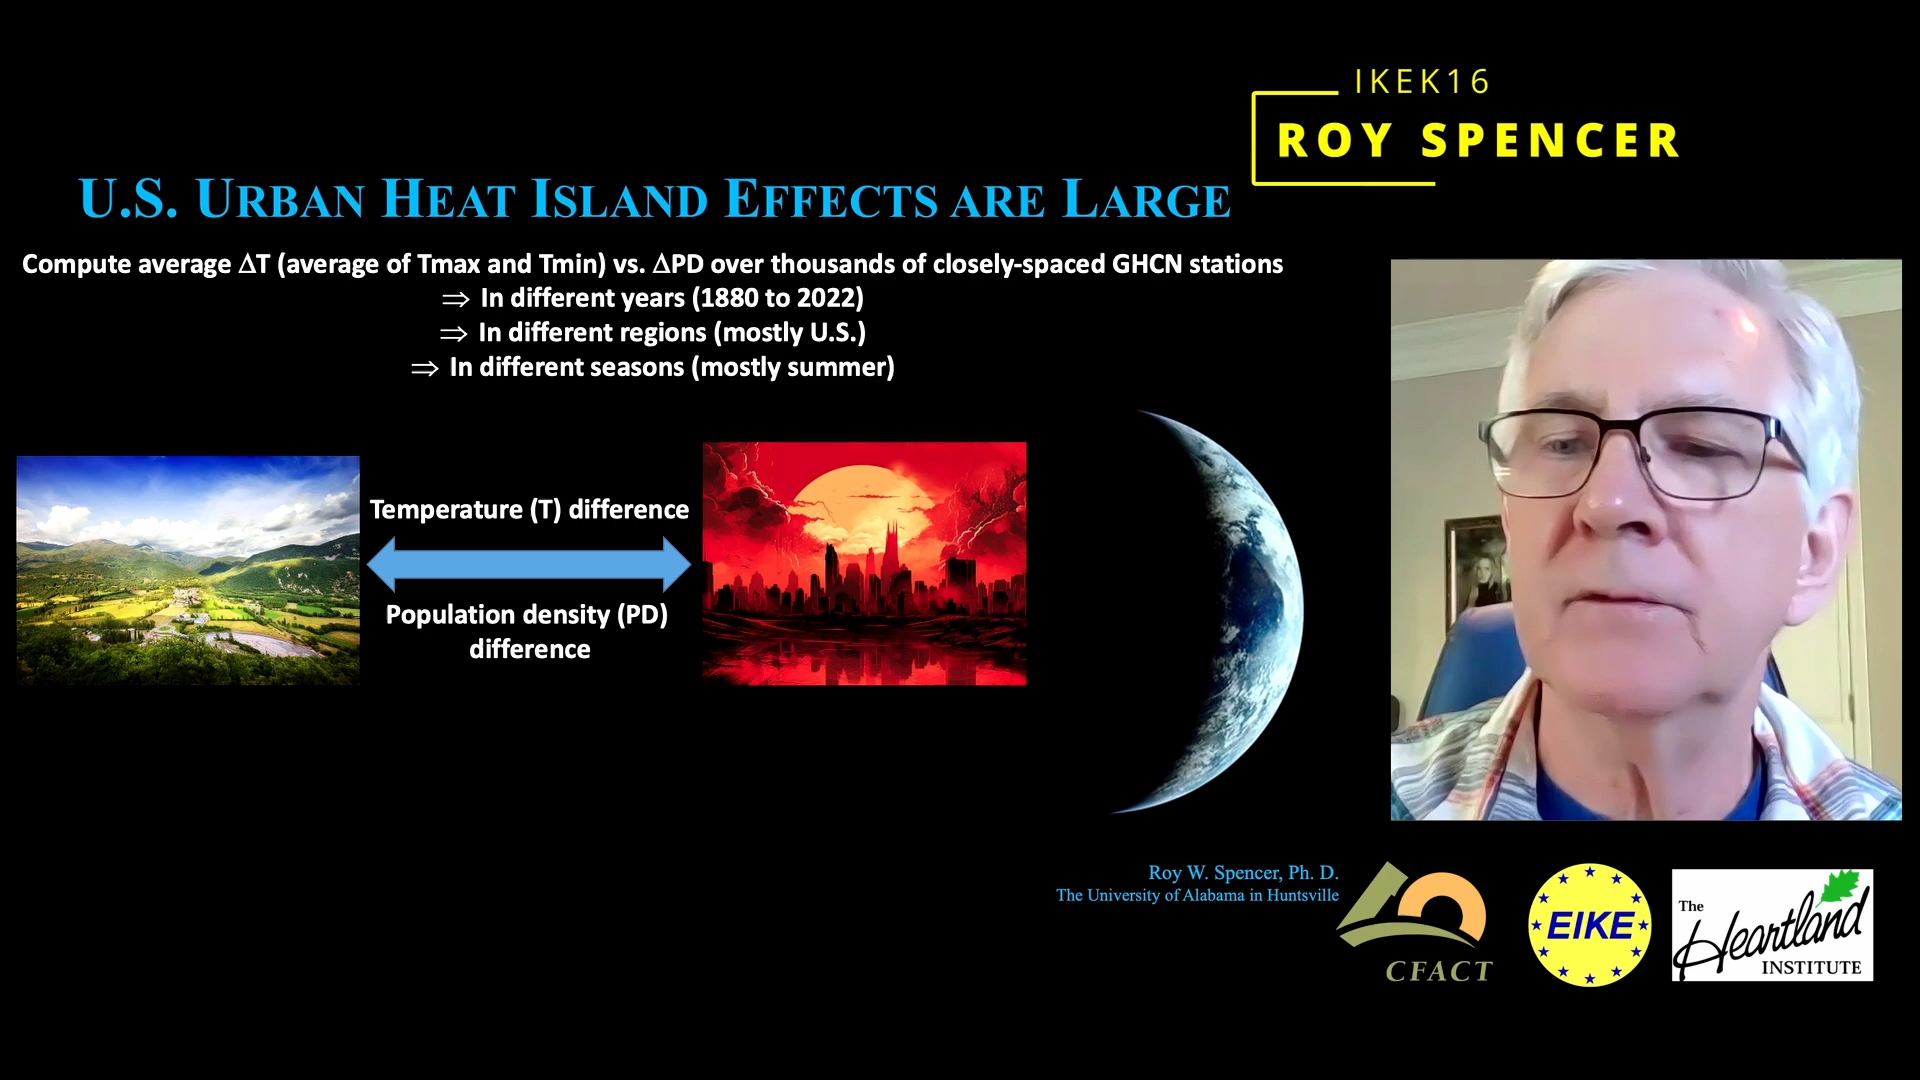 IKEK16
ROY SPENCER
U.S. URBAN HEAT ISLAND EFFECTS ARE LARGE
Compute average ΔT (average of Tmax and Tmin) vs. ΔPD over thousands of closely-spaced GHCN stations
⇒ In different years (1880 to 2022)
⇒ In different regions (mostly U.S.)
⇒ In different seasons (mostly summer)
Temperature (T) difference
Population density (PD)
difference
Roy W. Spencer, Ph. D.
The University of Alabama in Huntsville
CFACT
EIKE
The
Heartland
INSTITUTE